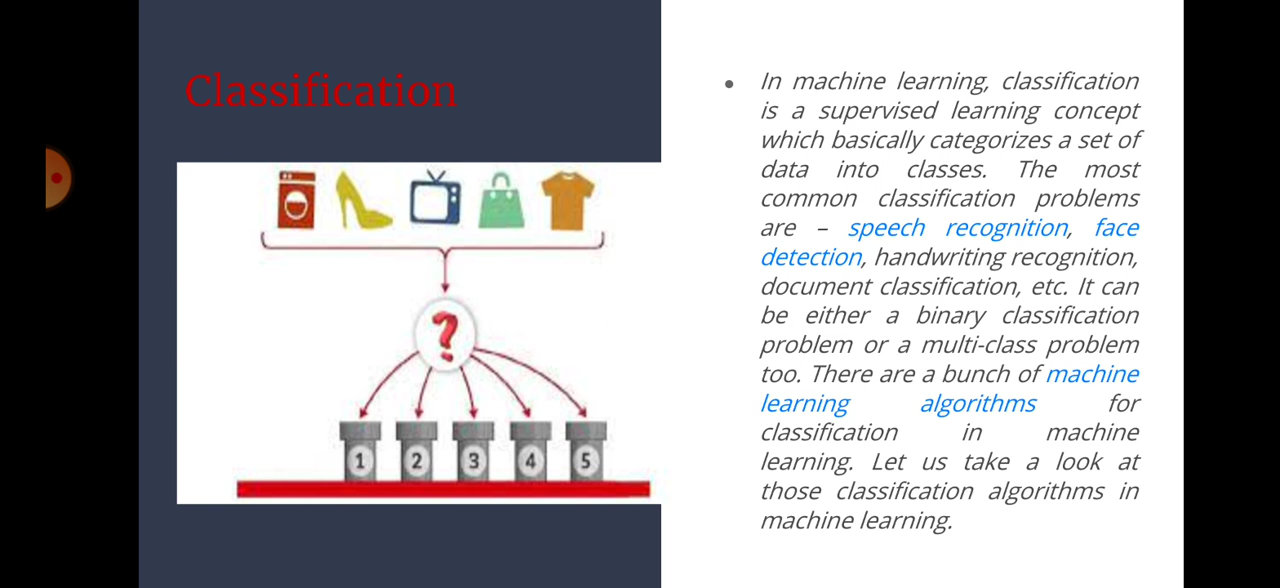 Classification
• In machine learning, classification
is a supervised learning concept
which basically categorizes a set of
data into classes. The most
common classification problems
are – speech recognition, face
detection, handwriting recognition,
document classification, etc. It can
be either a binary classification
problem or a multi-class problem
too. There are a bunch of machine
learning algorithms for
classification in machine
learning. Let us take a look at
those classification algorithms in
machine learning.
?
1 2 3 4 5